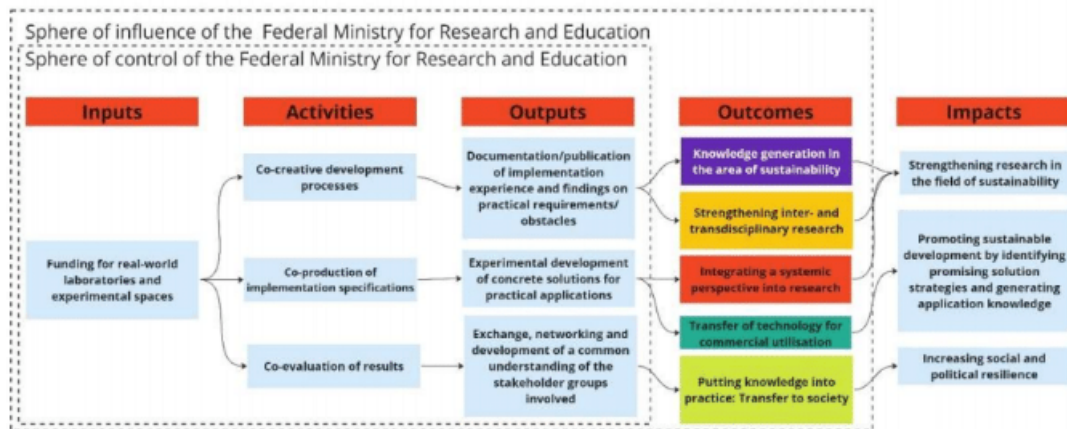 Sphere of influence of the Federal Ministry for Research and Education
Sphere of control of the Federal Ministry for Research and Education
Inputs
Activities
Outputs
Outcomes
Impacts
Funding for real-world
laboratories and
experimental spaces
Co-creative development
processes
Co-production of
implementation specifications
Co-evaluation of results
Documentation/publication
of implementation
experience and findings on
practical requirements/
obstacles
Experimental development
of concrete solutions for
practical applications
Exchange, networking and
development of a common
understanding of the
stakeholder groups
involved
Knowledge generation in
the area of sustainability
Strengthening inter- and
transdisciplinary research
Integrating a systemic
perspective into research
Transfer of technology for
commercial utilisation
Putting knowledge into
practice: Transfer to society
Strengthening research in
the field of sustainability
Promoting sustainable
development by identifying
promising solution
strategies and generating
application knowledge
Increasing social and
political resilience